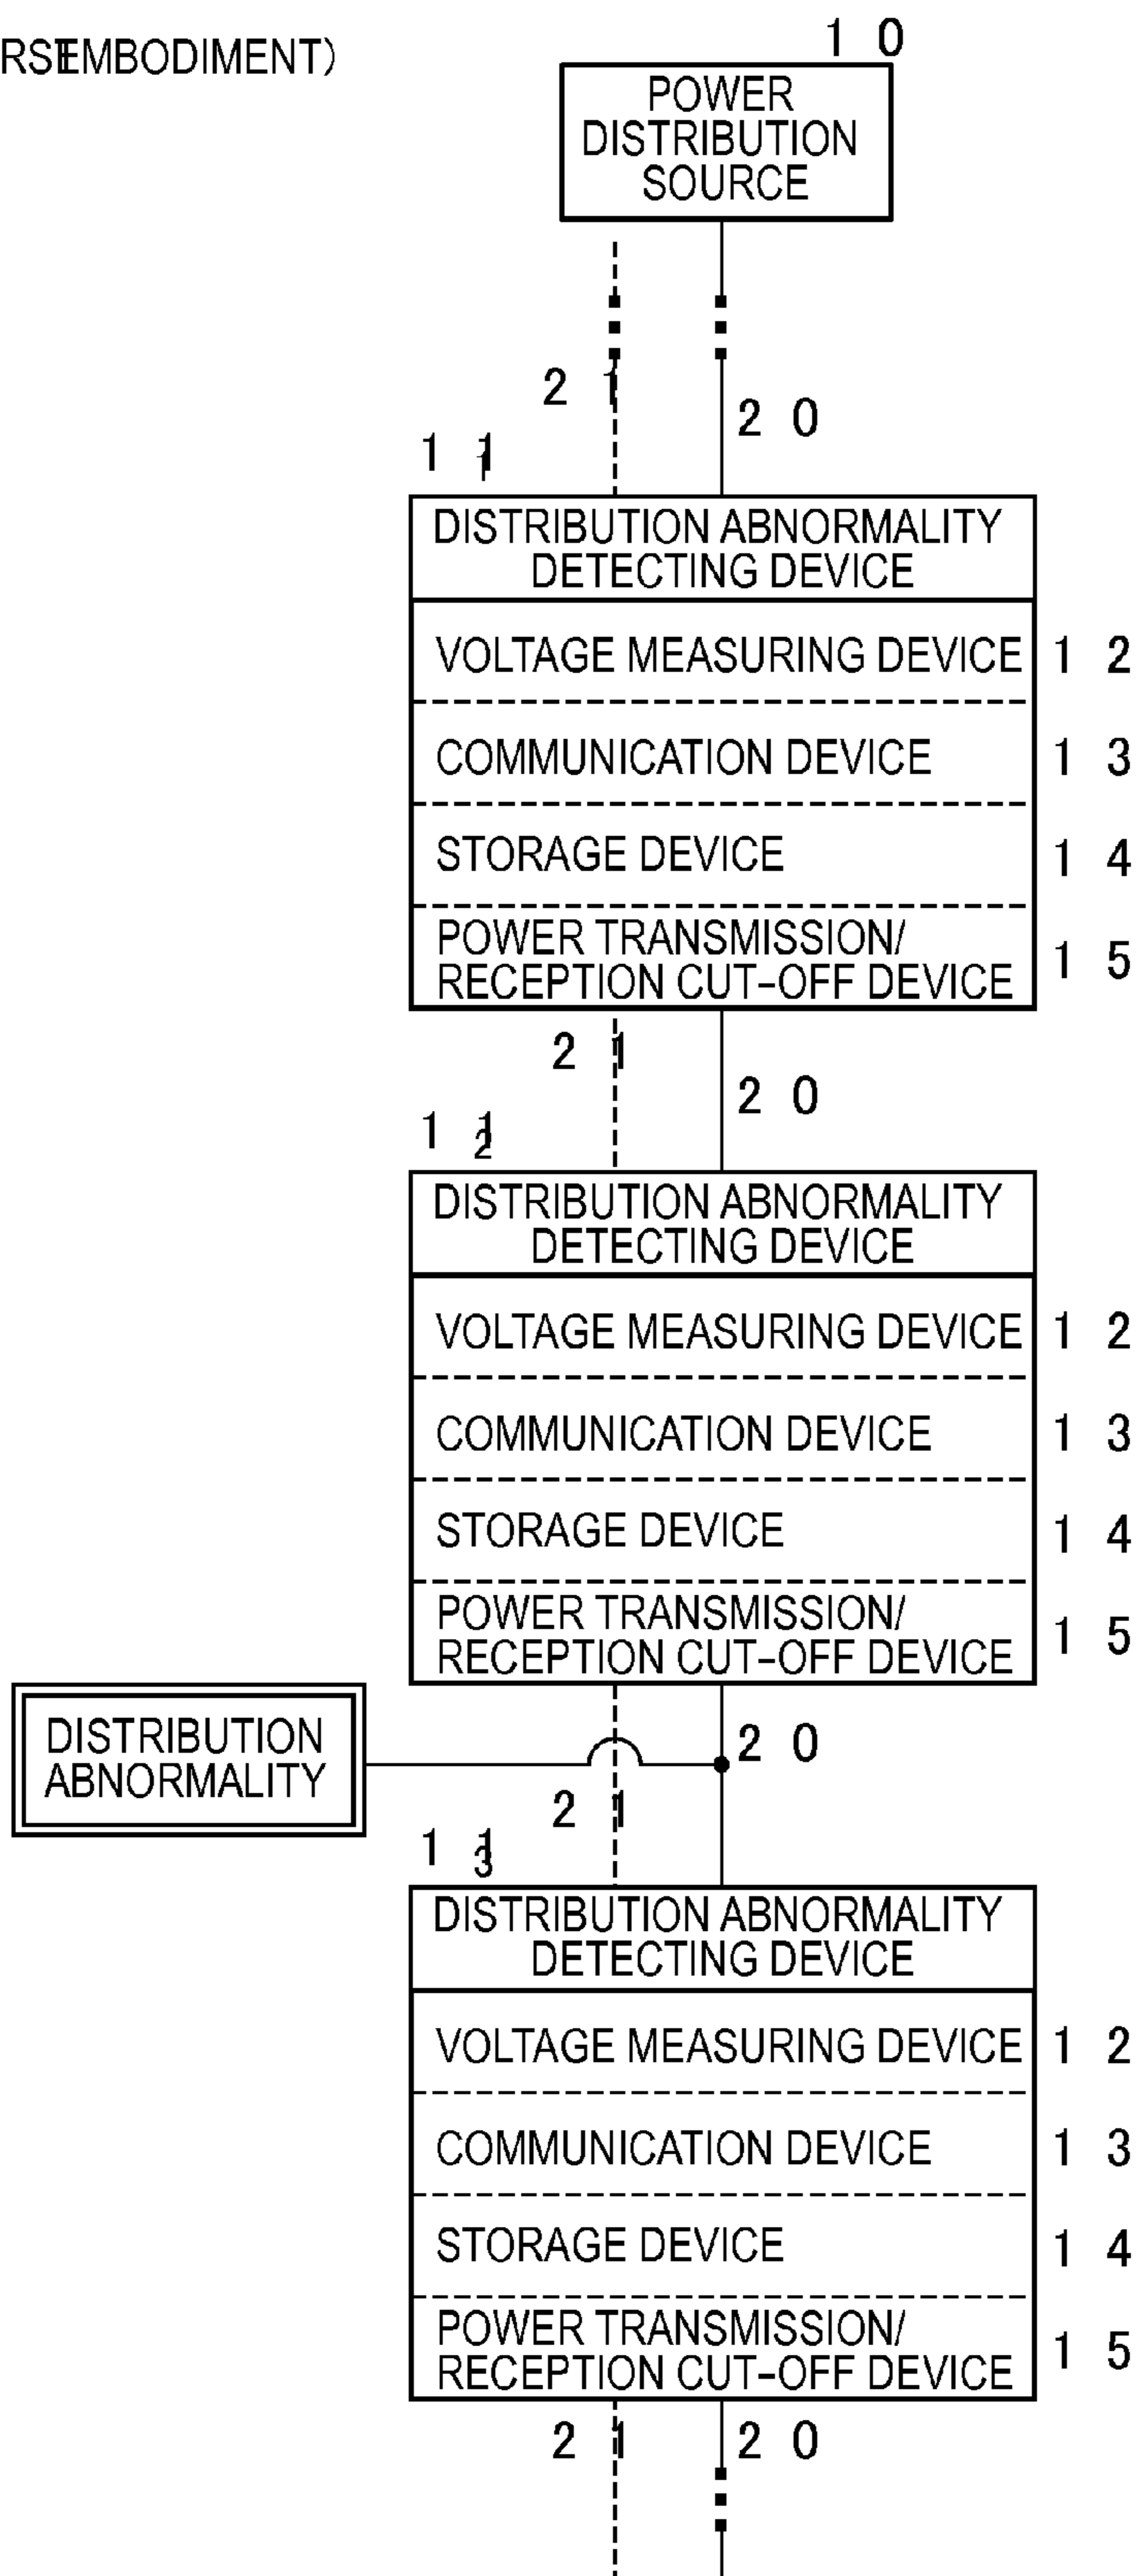 RST EMBODIMENT)
1 0
POWER
DISTRIBUTION
SOURCE
2 1
2 0
1 1 1
DISTRIBUTION ABNORMALITY
DETECTING DEVICE
VOLTAGE MEASURING DEVICE 1 2
COMMUNICATION DEVICE 1 3
STORAGE DEVICE 1 4
POWER TRANSMISSION/
RECEPTION CUT-OFF DEVICE 1 5
2 1
2 0
1 1 2
DISTRIBUTION ABNORMALITY
DETECTING DEVICE
VOLTAGE MEASURING DEVICE 1 2
COMMUNICATION DEVICE 1 3
STORAGE DEVICE 1 4
POWER TRANSMISSION/
RECEPTION CUT-OFF DEVICE 1 5
DISTRIBUTION
ABNORMALITY
2 0
2 1
1 1 3
DISTRIBUTION ABNORMALITY
DETECTING DEVICE
VOLTAGE MEASURING DEVICE 1 2
COMMUNICATION DEVICE 1 3
STORAGE DEVICE 1 4
POWER TRANSMISSION/
RECEPTION CUT-OFF DEVICE 1 5
2 1 2 0